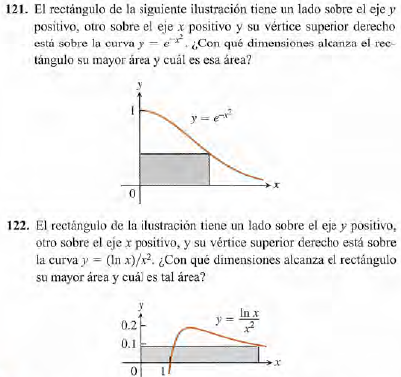 121. El rectángulo de la siguiente ilustración tiene un lado sobre el eje y
positivo, otro sobre el eje x positivo y su vértice superior derecho
está sobre la curva y = e^{-x^2}. ¿Con qué dimensiones alcanza el rec-
tángulo su mayor área y cuál es esa área?
y
1
y = e^{-x^2}
x
0
122. El rectángulo de la ilustración tiene un lado sobre el eje y positivo,
otro sobre el eje x positivo, y su vértice superior derecho está sobre
la curva y = (ln x)/x². ¿Con qué dimensiones alcanza el rectángulo
su mayor área y cuál es tal área?
y
y = ln x / x²
0.2
0.1
x
0 1